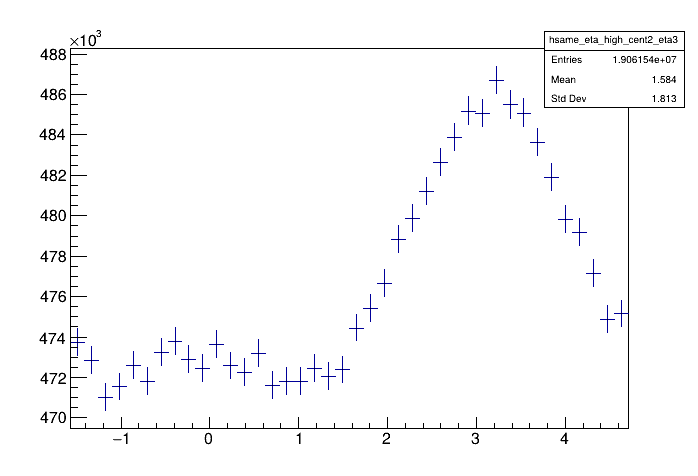 ×10³
hsame_eta_high_cent2_eta3
Entries 1.906154e+07
Mean 1.584
Std Dev 1.813
488
486
484
482
480
478
476
474
472
470
−1 0 1 2 3 4